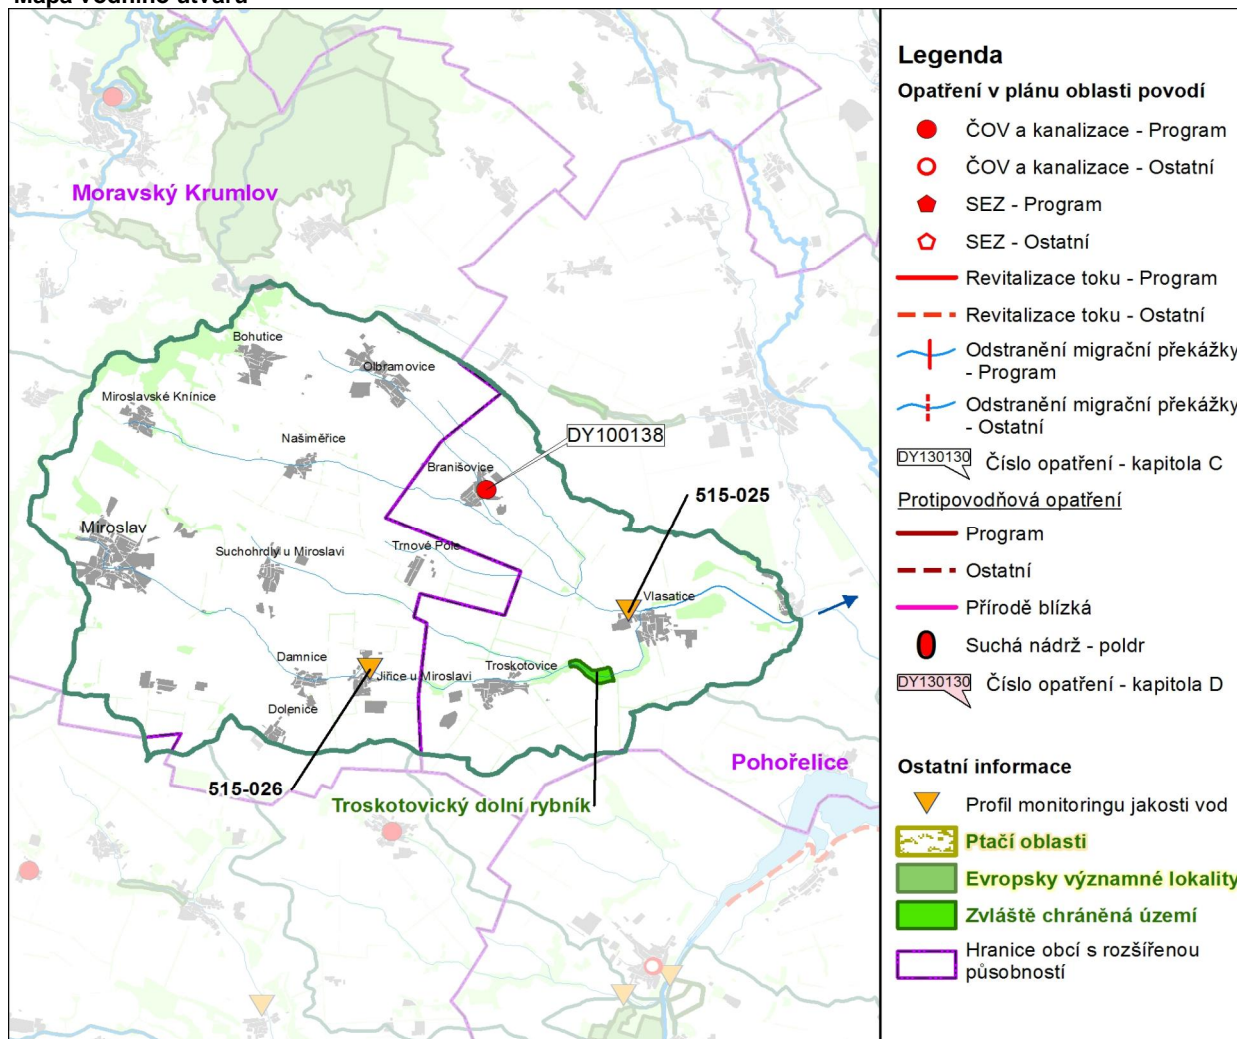 Mapa vodního útvaru
Moravský Krumlov
Bohutice
Olbramovice
Miroslavské Knínice
Našiměřice
DY100138
Branišovice
515-025
Miroslav
Suchohrdly u Miroslavi
Trnové Pole
Vlasatice
Damnice
Jiřice u Miroslavi
Troskotovice
Dolenice
Pohořelice
515-026
Troskotovický dolní rybník
Legenda
Opatření v plánu oblasti povodí
ČOV a kanalizace - Program
ČOV a kanalizace - Ostatní
SEZ - Program
SEZ - Ostatní
Revitalizace toku - Program
Revitalizace toku - Ostatní
Odstranění migrační překážky
- Program
Odstranění migrační překážky
- Ostatní
DY130130 Číslo opatření - kapitola C
Protipovodňová opatření
Program
Ostatní
Přírodě blízká
Suchá nádrž - poldr
DY130130 Číslo opatření - kapitola D
Ostatní informace
Profil monitoringu jakosti vod
Ptačí oblasti
Evropsky významné lokality
Zvláště chráněná území
Hranice obcí s rozšířenou
působností